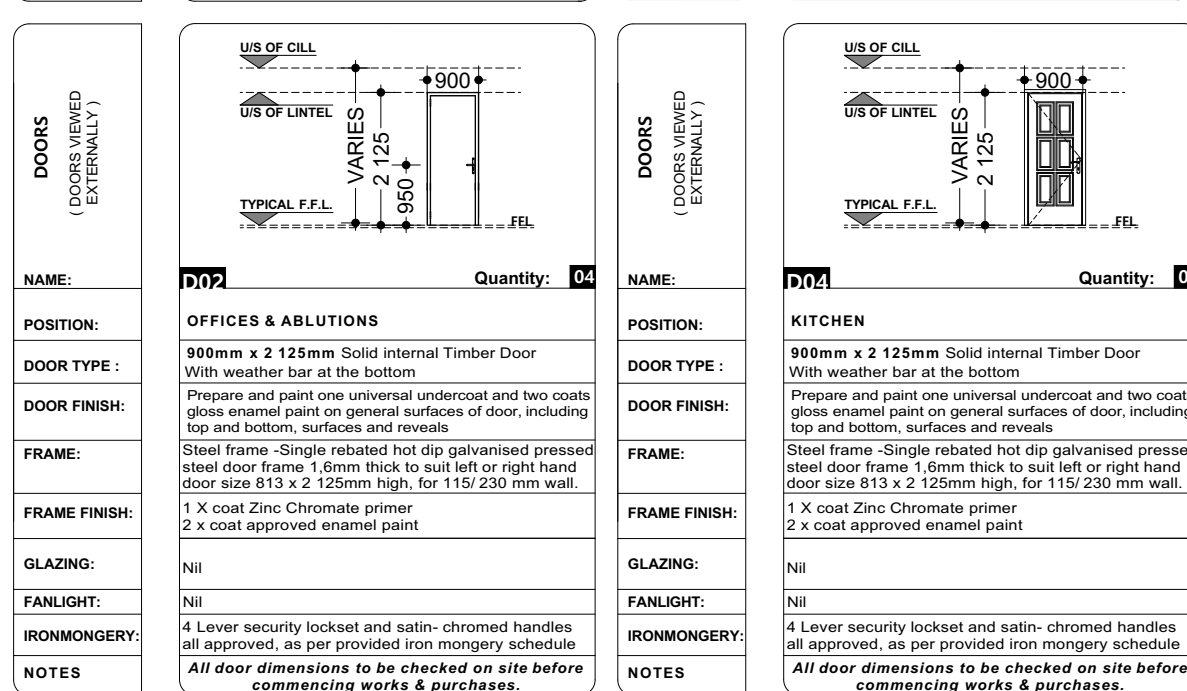 DOORS
( DOORS VIEWED
EXTERNALLY )
U/S OF CILL
U/S OF LINTEL
TYPICAL F.F.L.
VARIES
2 125
950
900
FFL
NAME:
D02
Quantity: 04
POSITION:
OFFICES & ABLUTIONS
DOOR TYPE :
900mm x 2 125mm Solid internal Timber Door
With weather bar at the bottom
DOOR FINISH:
Prepare and paint one universal undercoat and two coats
gloss enamel paint on general surfaces of door, including
top and bottom, surfaces and reveals
FRAME:
Steel frame -Single rebated hot dip galvanised pressed
steel door frame 1,6mm thick to suit left or right hand
door size 813 x 2 125mm high, for 115/ 230 mm wall.
FRAME FINISH:
1 X coat Zinc Chromate primer
2 x coat approved enamel paint
GLAZING:
Nil
FANLIGHT:
Nil
IRONMONGERY:
4 Lever security lockset and satin- chromed handles
all approved, as per provided iron mongery schedule
NOTES
All door dimensions to be checked on site before
commencing works & purchases.
DOORS
( DOORS VIEWED
EXTERNALLY )
U/S OF CILL
U/S OF LINTEL
TYPICAL F.F.L.
VARIES
2 125
900
FFL
NAME:
D04
Quantity: 0
POSITION:
KITCHEN
DOOR TYPE :
900mm x 2 125mm Solid internal Timber Door
With weather bar at the bottom
DOOR FINISH:
Prepare and paint one universal undercoat and two coat
gloss enamel paint on general surfaces of door, including
top and bottom, surfaces and reveals
FRAME:
Steel frame -Single rebated hot dip galvanised presse
steel door frame 1,6mm thick to suit left or right hand
door size 813 x 2 125mm high, for 115/ 230 mm wall.
FRAME FINISH:
1 X coat Zinc Chromate primer
2 x coat approved enamel paint
GLAZING:
Nil
FANLIGHT:
Nil
IRONMONGERY:
4 Lever security lockset and satin- chromed handles
all approved, as per provided iron mongery schedule
NOTES
All door dimensions to be checked on site before
commencing works & purchases.